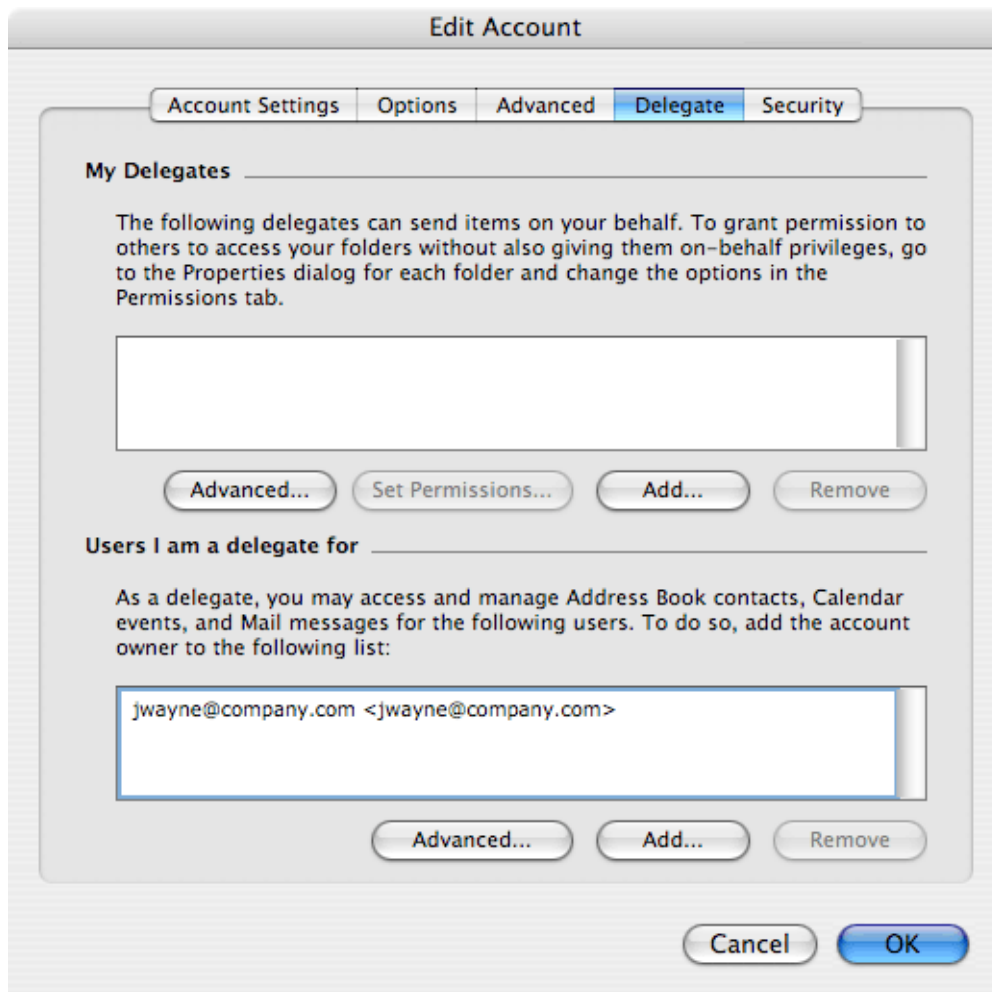 Edit Account
Account Settings Options Advanced Delegate Security
My Delegates
The following delegates can send items on your behalf. To grant permission to
others to access your folders without also giving them on-behalf privileges, go
to the Properties dialog for each folder and change the options in the
Permissions tab.
Advanced... Set Permissions... Add... Remove
Users I am a delegate for
As a delegate, you may access and manage Address Book contacts, Calendar
events, and Mail messages for the following users. To do so, add the account
owner to the following list:
jwayne@company.com <jwayne@company.com>
Advanced... Add... Remove
Cancel OK